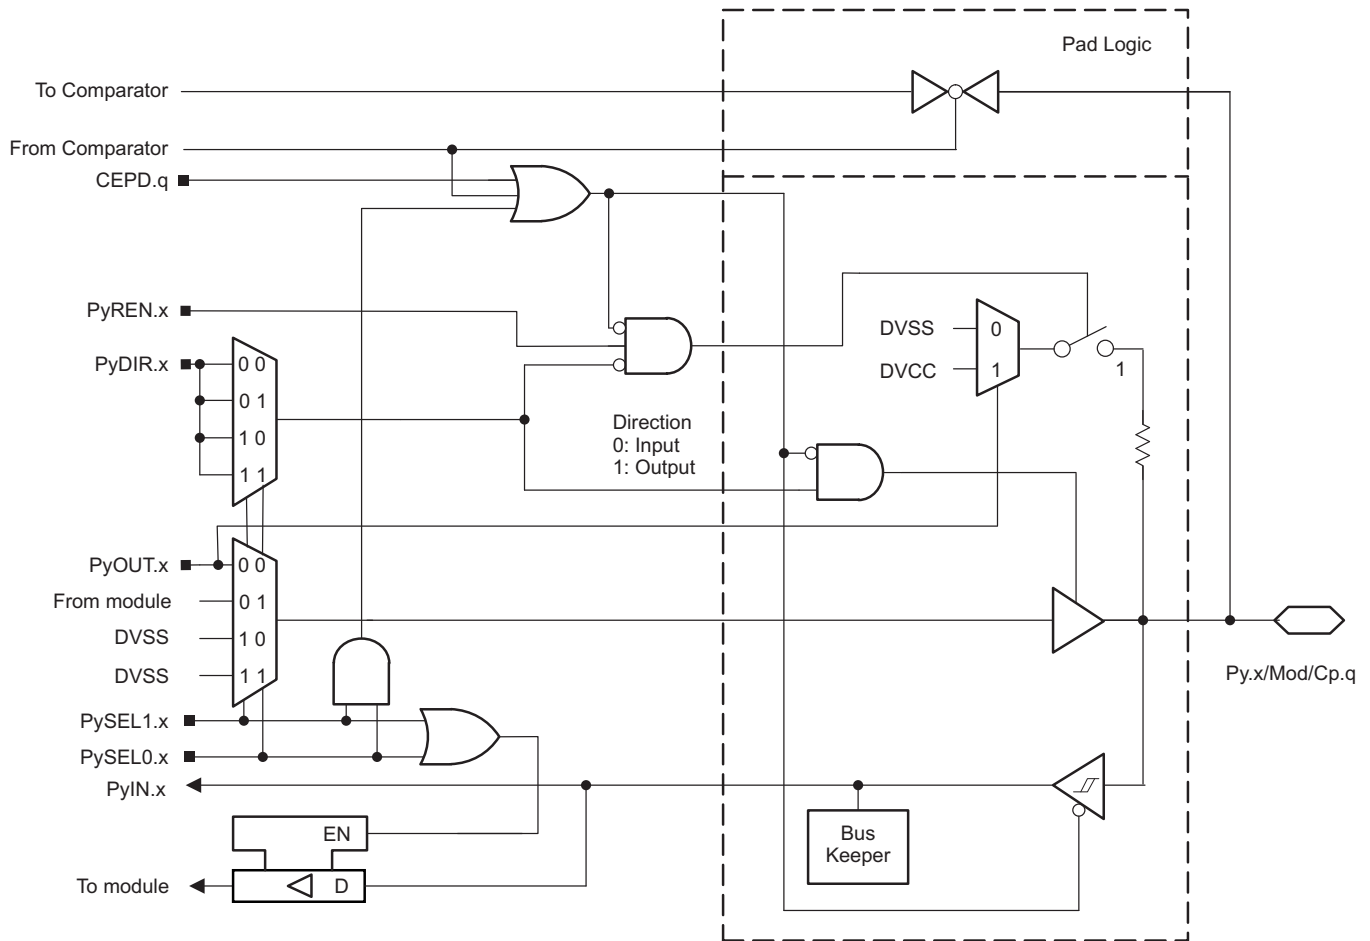 Pad Logic
To Comparator
From Comparator
CEPD.q
PyREN.x
PyDIR.x
0 0
0 1
1 0
1 1
DVSS
0
DVCC
1
1
Direction
0: Input
1: Output
PyOUT.x
0 0
From module
0 1
DVSS
1 0
DVSS
1 1
Py.x/Mod/Cp.q
PySEL1.x
PySEL0.x
PyIN.x
EN
Bus
Keeper
To module
D